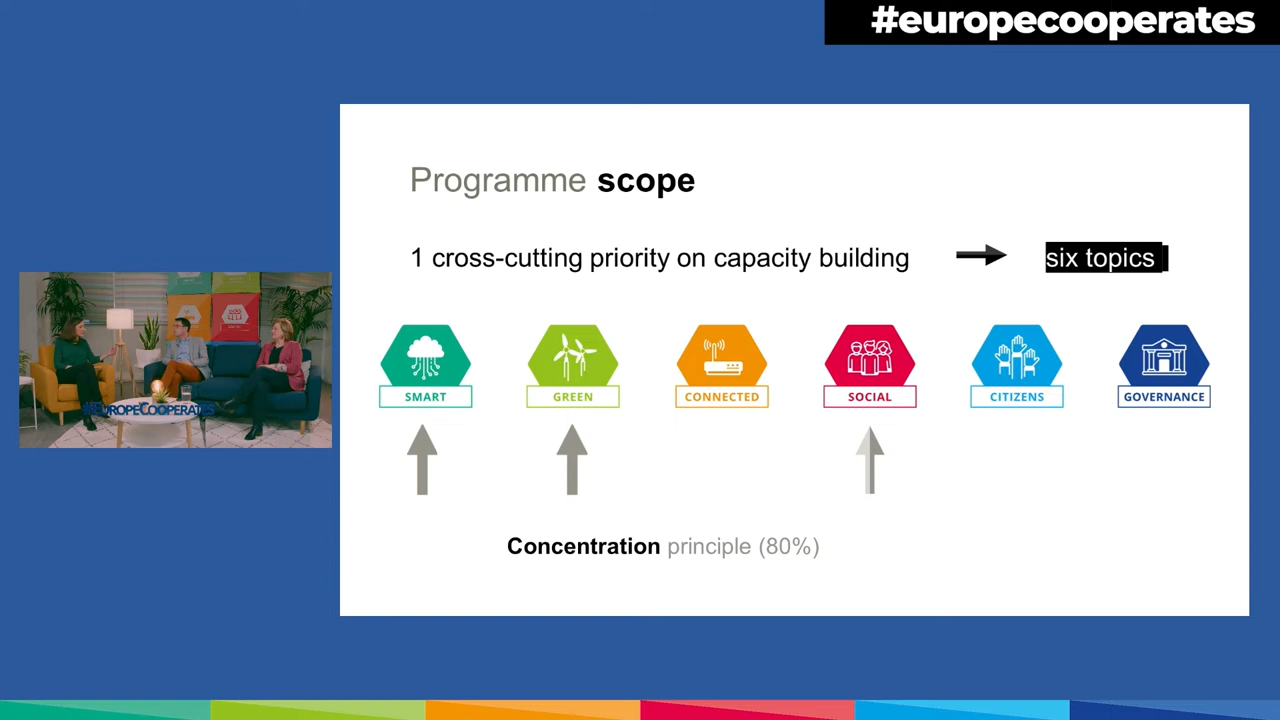 #europecooperates
Programme scope
1 cross-cutting priority on capacity building
six topics
SMART
GREEN
CONNECTED
SOCIAL
CITIZENS
GOVERNANCE
#EUROPECOOPERATES
Concentration principle (80%)